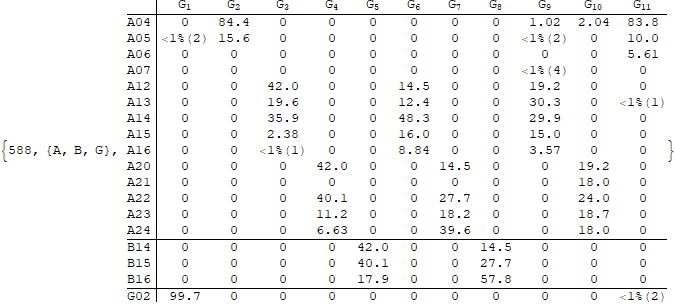 G₁ G₂ G₃ G₄ G₅ G₆ G₇ G₈ G₉ G₁₀ G₁₁
A04 0 84.4 0 0 0 0 0 0 1.02 2.04 83.8
A05 <1%(2) 15.6 0 0 0 0 0 0 <1%(2) 0 10.0
A06 0 0 0 0 0 0 0 0 0 0 5.61
A07 0 0 0 0 0 0 0 0 <1%(4) 0 0
A12 0 0 42.0 0 0 14.5 0 0 19.2 0 0
A13 0 0 19.6 0 0 12.4 0 0 30.3 0 <1%(1)
A14 0 0 35.9 0 0 48.3 0 0 29.9 0 0
A15 0 0 2.38 0 0 16.0 0 0 15.0 0 0
{588, {A, B, G}, A16 0 0 <1%(1) 0 0 8.84 0 0 3.57 0 0 }
A20 0 0 0 42.0 0 0 14.5 0 0 19.2 0
A21 0 0 0 0 0 0 0 0 0 18.0 0
A22 0 0 0 40.1 0 0 27.7 0 0 24.0 0
A23 0 0 0 11.2 0 0 18.2 0 0 18.7 0
A24 0 0 0 6.63 0 0 39.6 0 0 18.0 0
B14 0 0 0 0 42.0 0 0 14.5 0 0 0
B15 0 0 0 0 40.1 0 0 27.7 0 0 0
B16 0 0 0 0 17.9 0 0 57.8 0 0 0
G02 99.7 0 0 0 0 0 0 0 0 0 <1%(2)